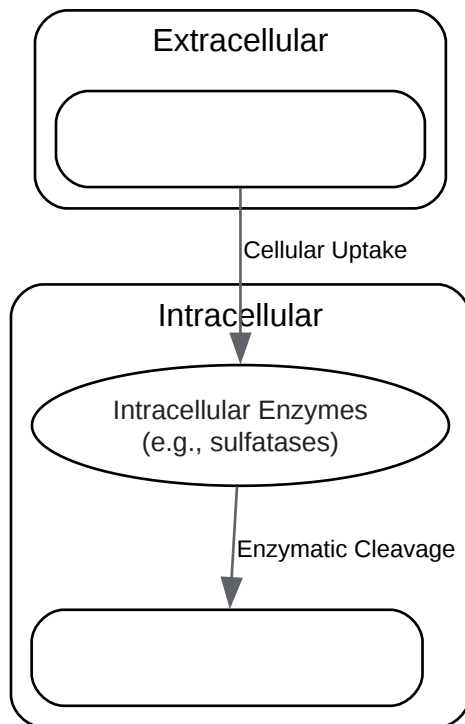 Extracellular
Cellular Uptake
Intracellular
Intracellular Enzymes
(e.g., sulfatases)
Enzymatic Cleavage